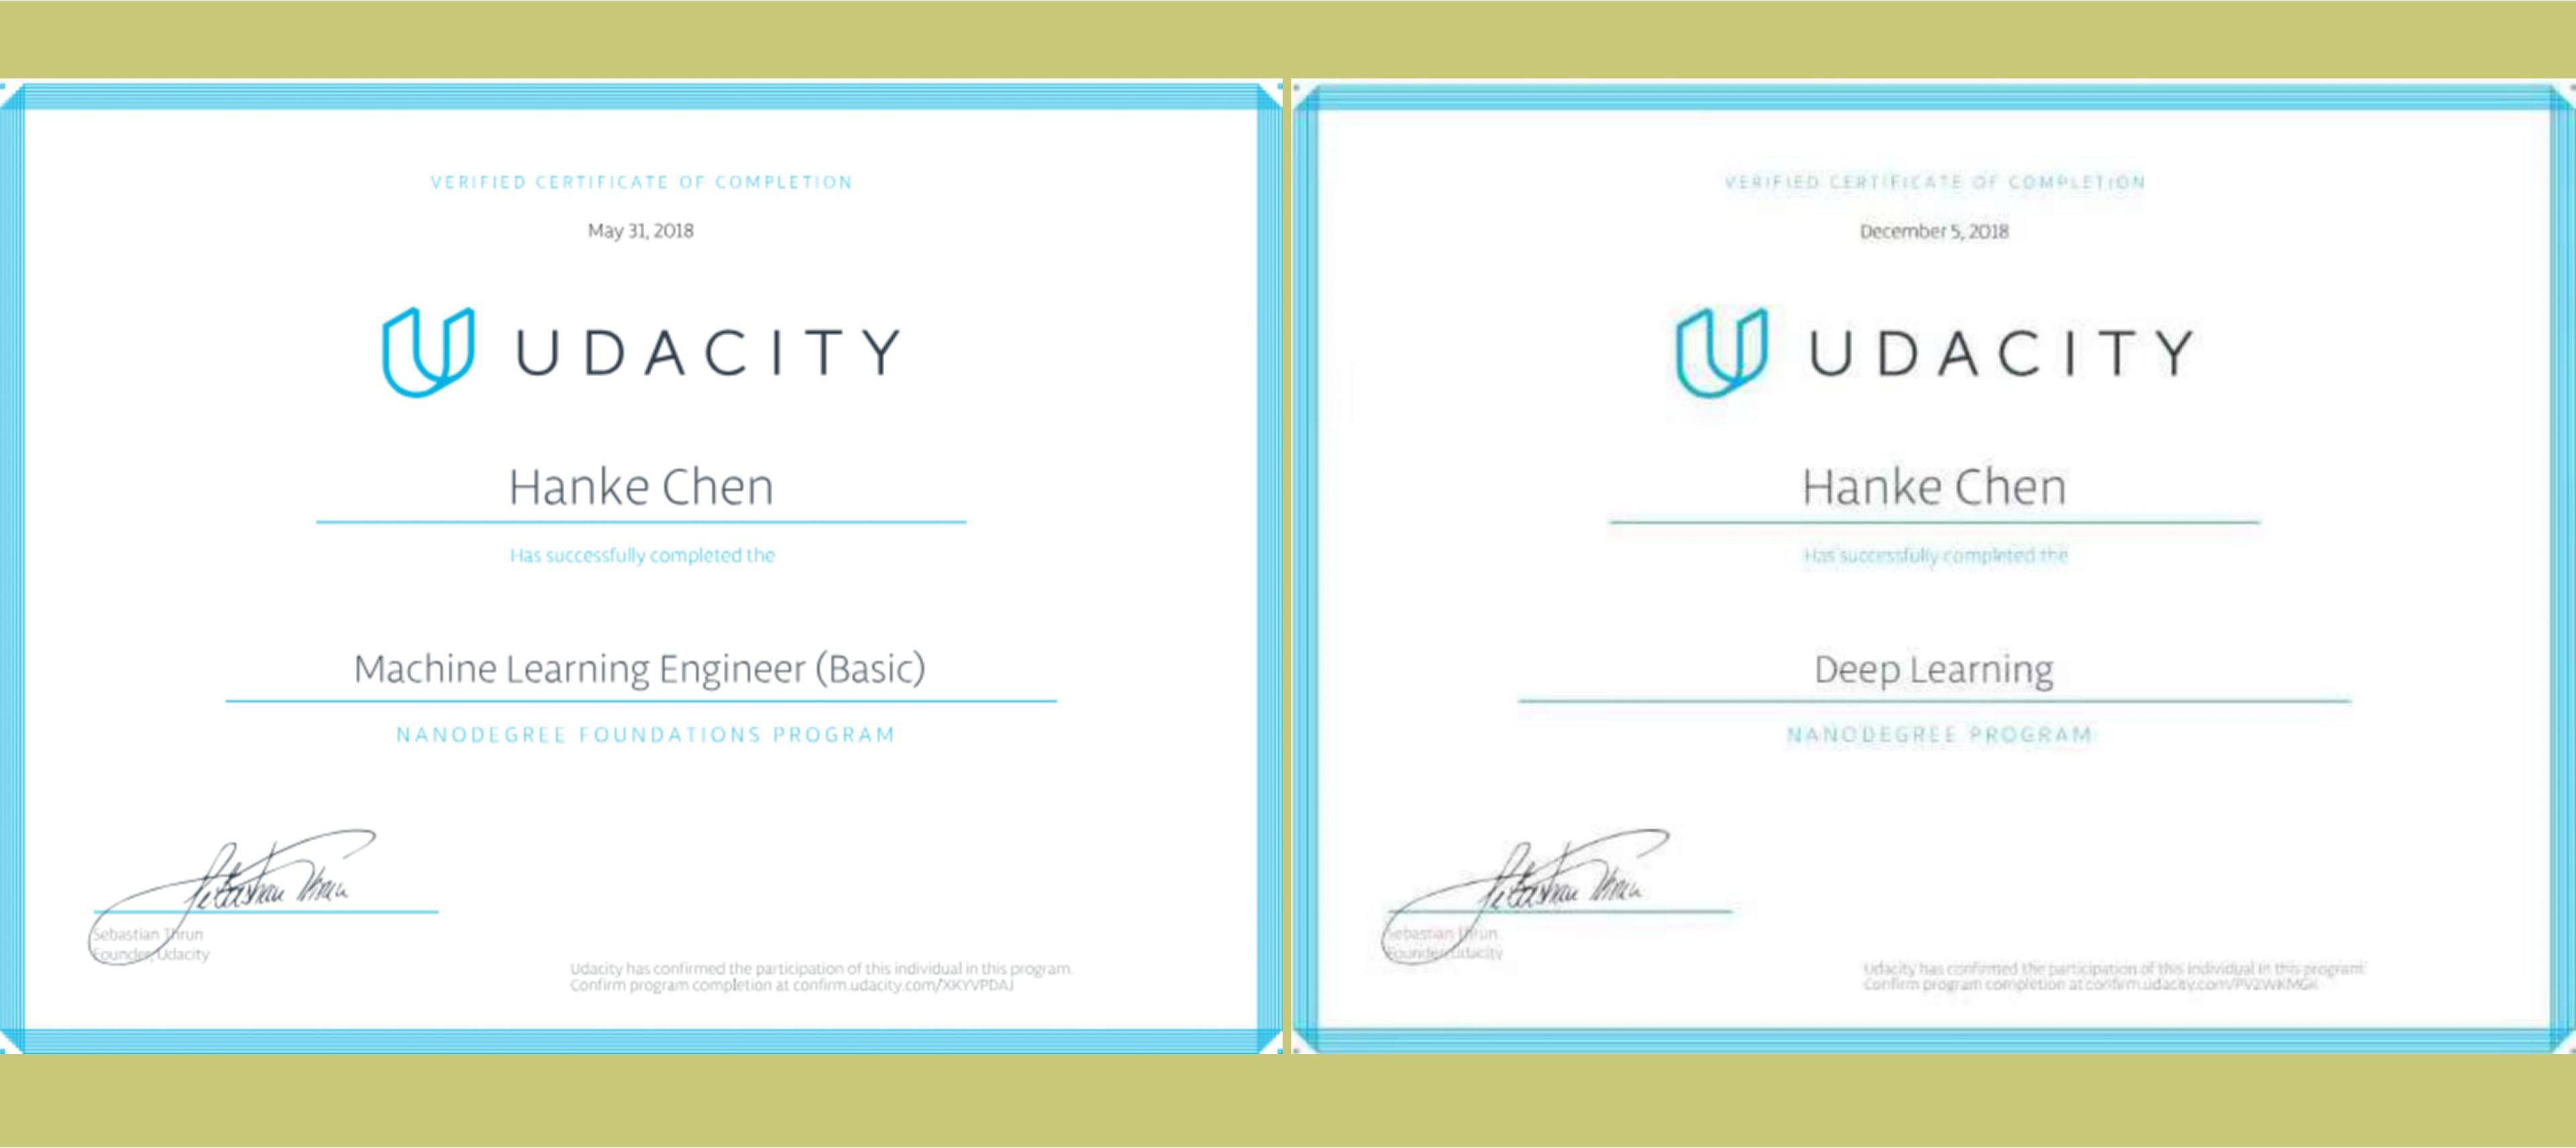 VERIFIED CERTIFICATE OF COMPLETION
May 31, 2018
UDACITY
Hanke Chen
Has successfully completed the
Machine Learning Engineer (Basic)
NANODEGREE FOUNDATIONS PROGRAM
Sebastian Thrun
Sebastian Thrun
Founder, Udacity
Udacity has confirmed the participation of this individual in this program.
Confirm program completion at confirm.udacity.com/XKYVPDAJ
VERIFIED CERTIFICATE OF COMPLETION
December 5, 2018
UDACITY
Hanke Chen
Has successfully completed the
Deep Learning
NANODEGREE PROGRAM
Sebastian Thrun
Sebastian Thrun
Founder, Udacity
Udacity has confirmed the participation of this individual in this program.
Confirm program completion at confirm.udacity.com/PV2WKMGK